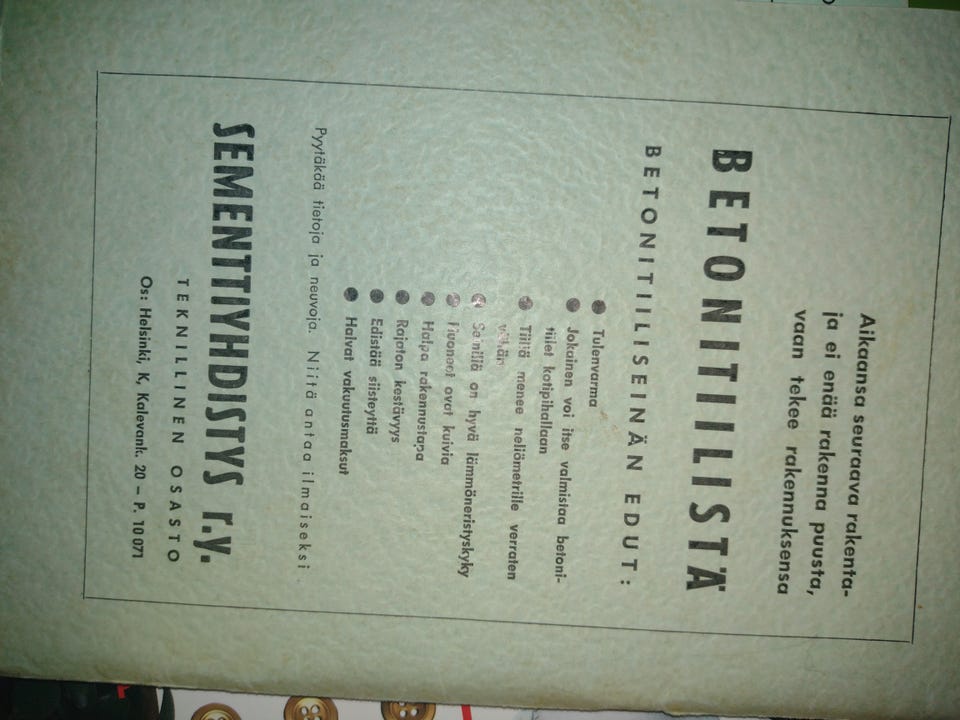 Aikaansa seuraava rakenta-
ja ei enää rakenna puusta,
vaan tekee rakennuksensa
BETONITIILISTÄ
BETONITIILISEINÄN EDUT:
● Tulenvarma
● Jokainen voi itse valmistaa betoni-
tiilet kotipihallaan
● Tiiliä menee neliömetrille verraten
vähän
● Seinillä on hyvä lämmöneristyskyky
● Huoneet ovat kuivia
● Halpa rakennustapa
● Rajaton kestävyys
● Edistää siisteyttä
● Halvat vakuutusmaksut
Pyytäkää tietoja ja neuvoja. Niitä antaa ilmaiseksi
SEMENTTIYHDISTYS r.y.
TEKNILLINEN OSASTO
Os: Helsinki, K, Kalevank. 20 – P. 10 071